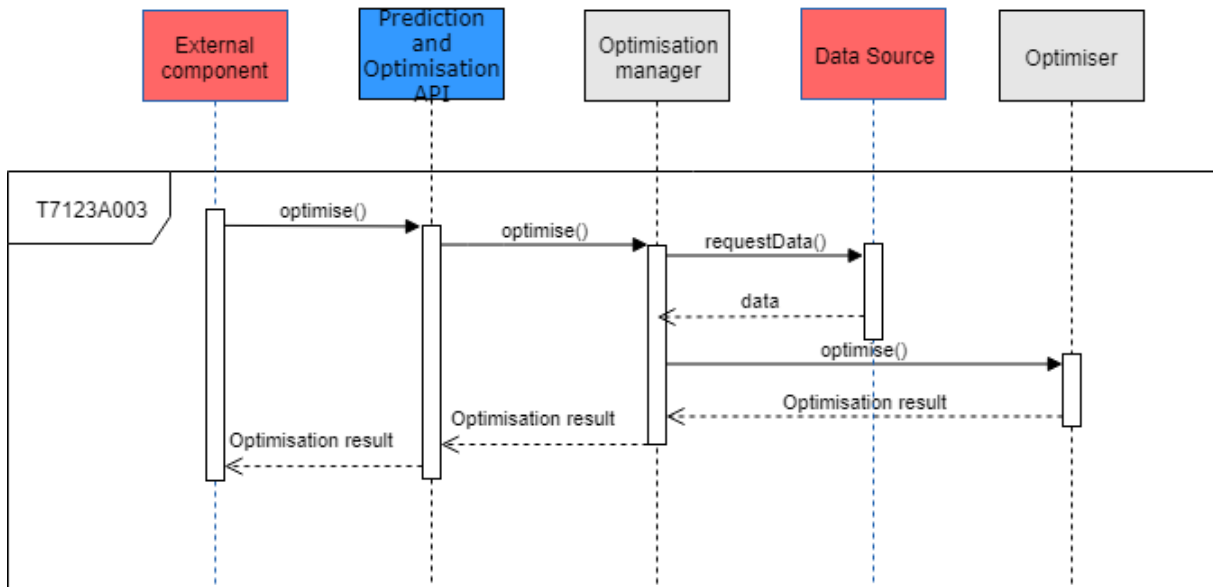 External
component
Prediction
and
Optimisation
API
Optimisation
manager
Data Source
Optimiser
T7123A003
optimise()
optimise()
requestData()
data
optimise()
Optimisation result
Optimisation result
Optimisation result